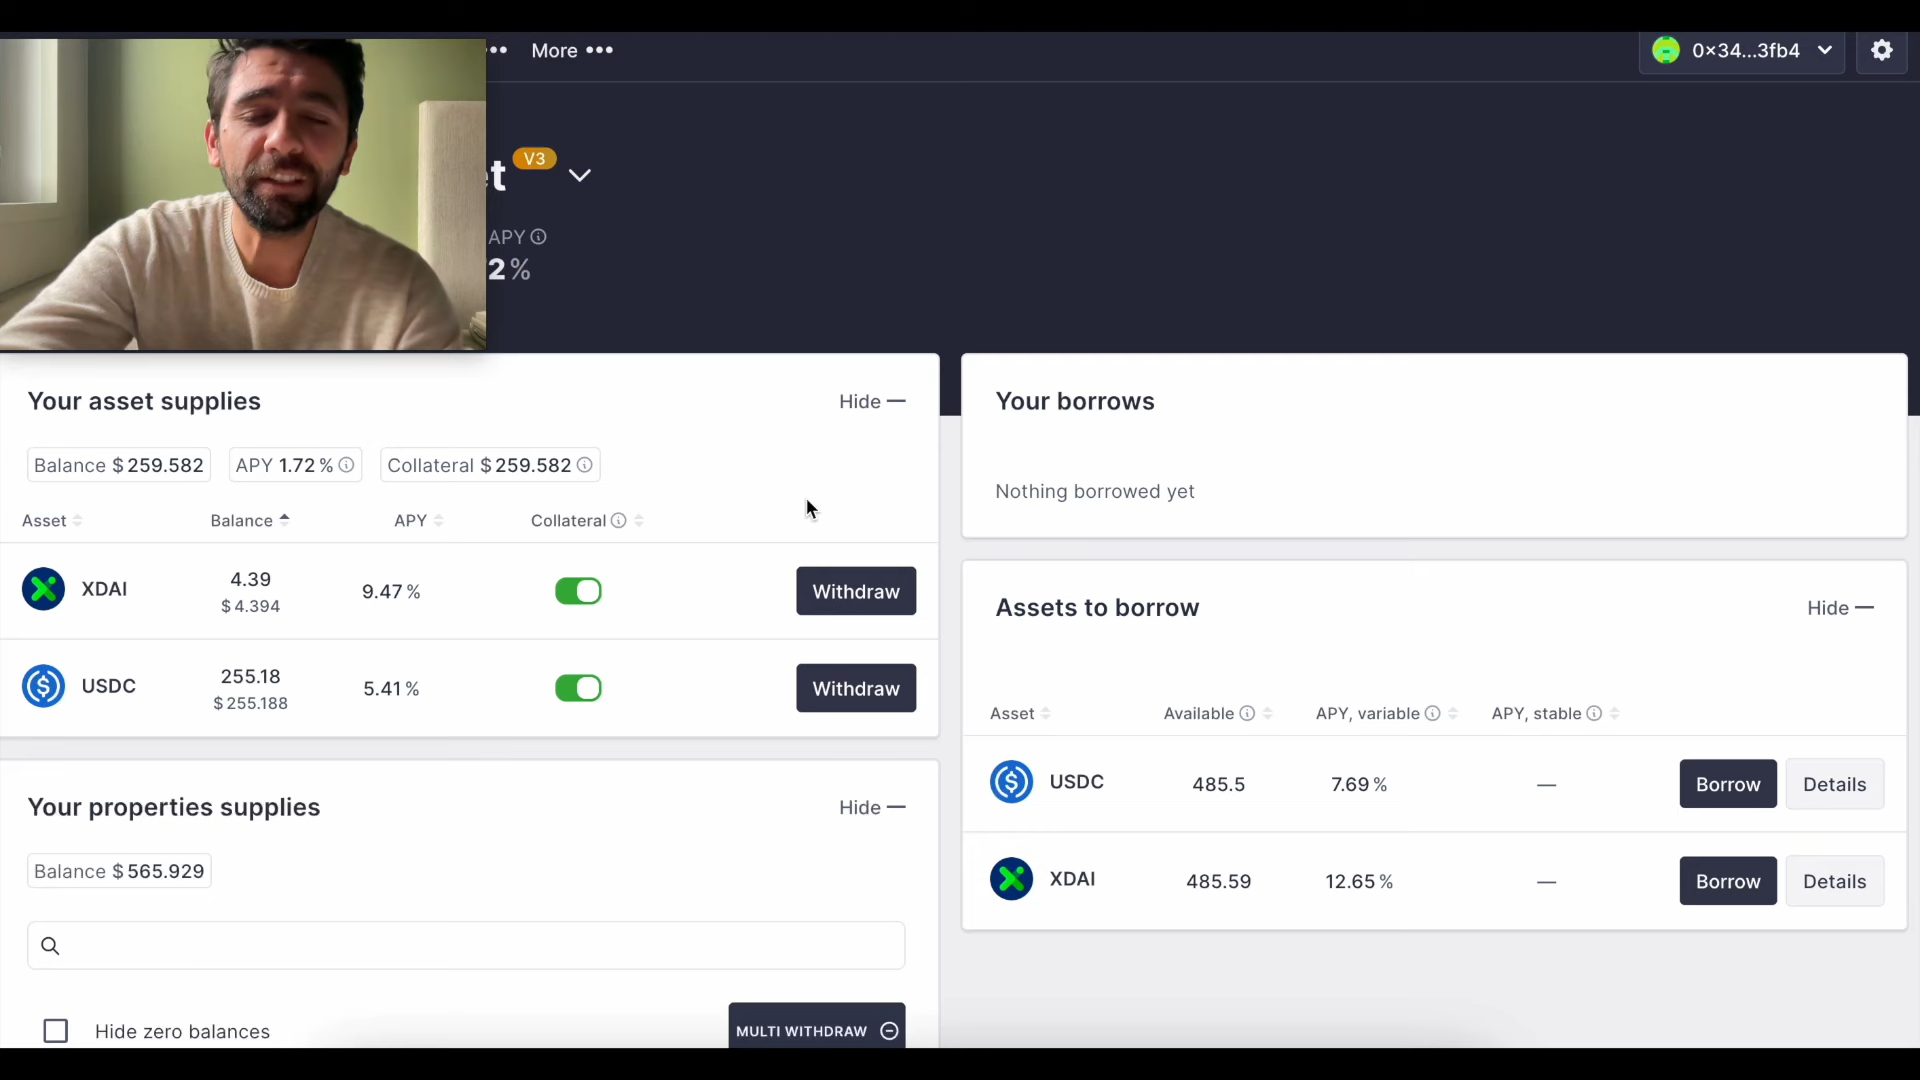 More
0x34...3fb4
V3
APY
%
Your asset supplies
Hide
Balance $ 259.582
APY 1.72 %
Collateral $ 259.582
Asset
Balance
APY
Collateral
XDAI
4.39
$ 4.394
9.47 %
Withdraw
USDC
255.18
$ 255.188
5.41 %
Withdraw
Your properties supplies
Hide
Balance $ 565.929
Hide zero balances
MULTI WITHDRAW
Your borrows
Nothing borrowed yet
Assets to borrow
Hide
Asset
Available
APY, variable
APY, stable
USDC
485.5
7.69 %
—
Borrow
Details
XDAI
485.59
12.65 %
—
Borrow
Details